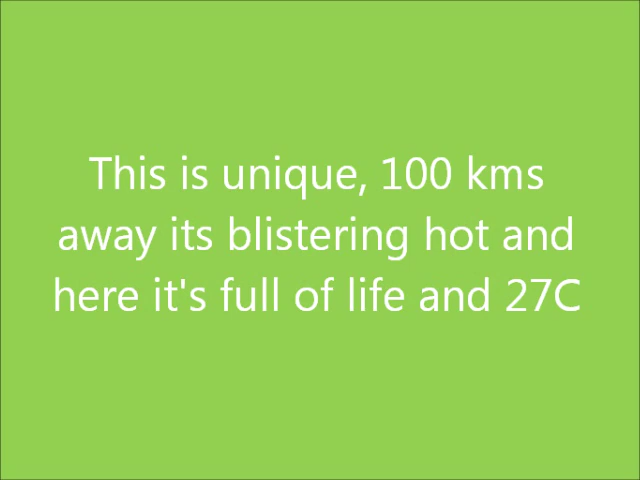 This is unique, 100 kms
away its blistering hot and
here it's full of life and 27C